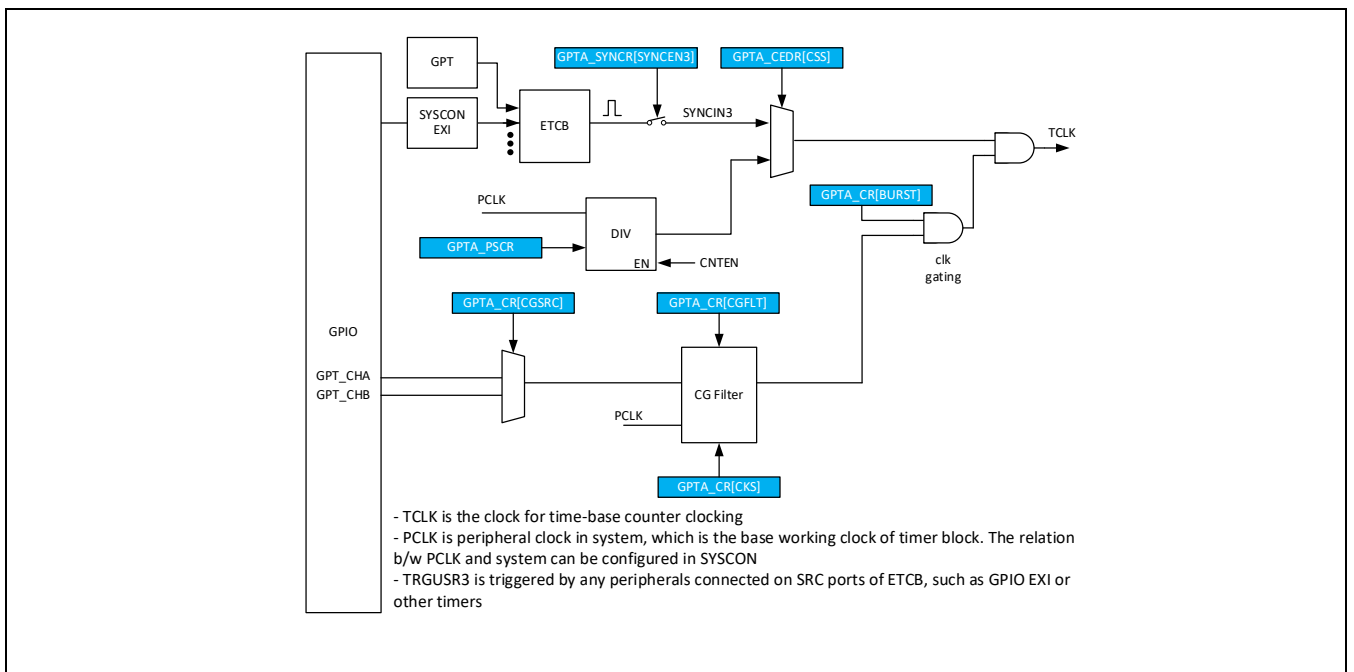 GPT
GPTA_SYNCR[SYNCEN3]
GPTA_CEDR[CSS]
SYSCON
EXI
ETCB
SYNCIN3
TCLK
PCLK
GPTA_CR[BURST]
DIV
GPTA_PSCR
EN
CNTEN
clk
gating
GPTA_CR[CGSRC]
GPTA_CR[CGFLT]
GPIO
GPT_CHA
GPT_CHB
CG Filter
PCLK
GPTA_CR[CKS]
- TCLK is the clock for time-base counter clocking
- PCLK is peripheral clock in system, which is the base working clock of timer block. The relation
b/w PCLK and system can be configured in SYSCON
- TRGUSR3 is triggered by any peripherals connected on SRC ports of ETCB, such as GPIO EXI or
other timers